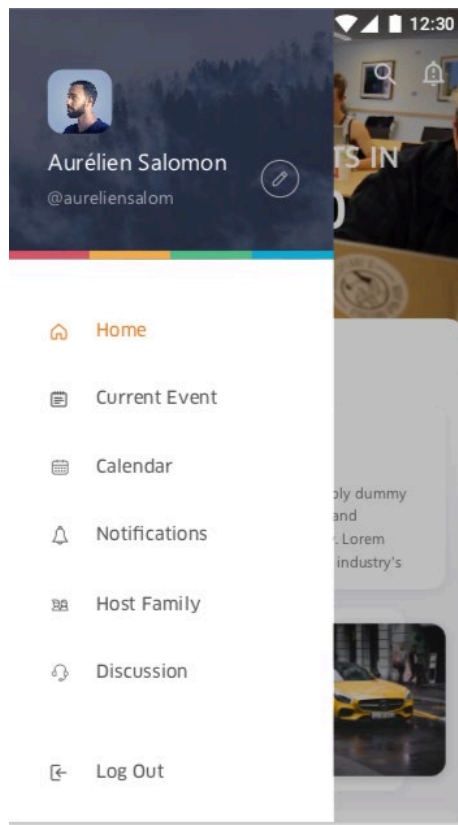 12:30
TS IN
Aurélien Salomon
@aureliensalom
Home
Current Event
Calendar
Notifications
Host Family
Discussion
Log Out
dummy
and
. Lorem
industry's